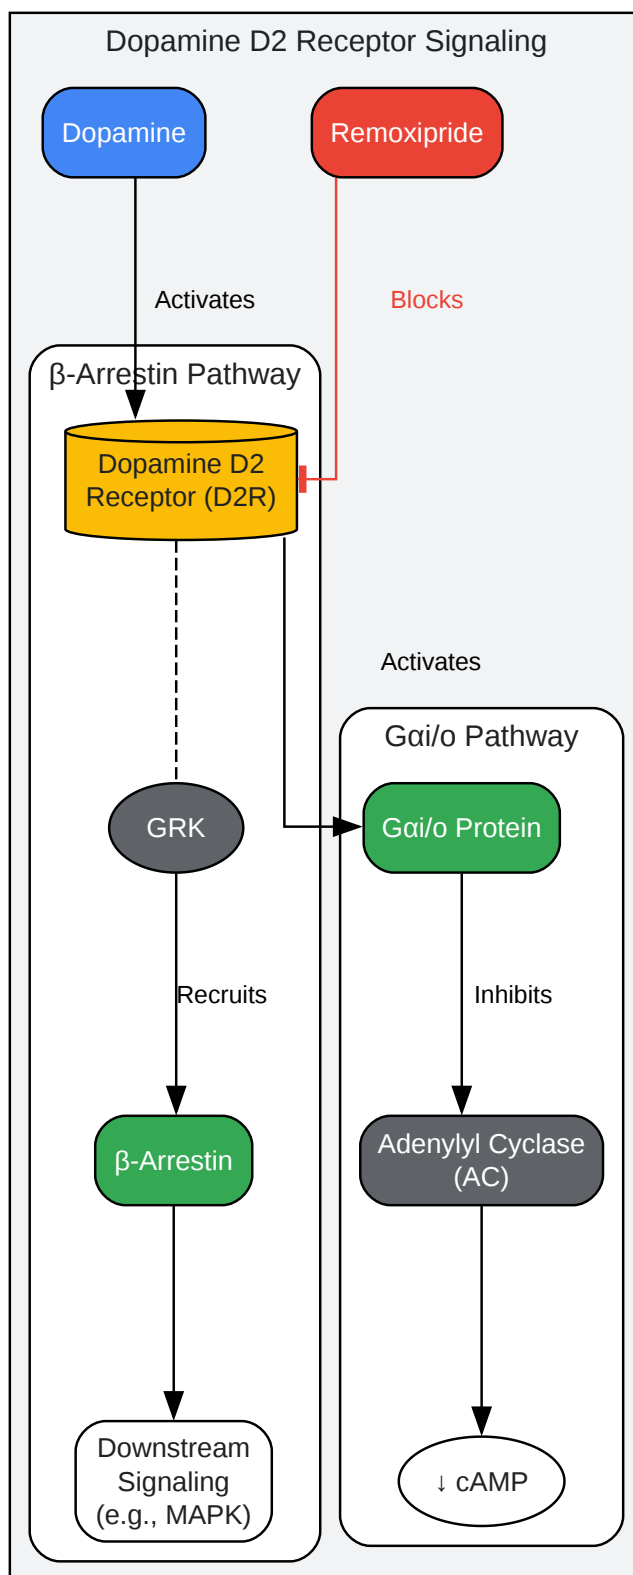 Dopamine D2 Receptor Signaling
Dopamine
Remoxipride
Activates
Blocks
β-Arrestin Pathway
Dopamine D2
Receptor (D2R)
Activates
Gαi/o Pathway
GRK
Gαi/o Protein
Recruits
Inhibits
β-Arrestin
Adenylyl Cyclase
(AC)
Downstream
Signaling
(e.g., MAPK)
↓ cAMP